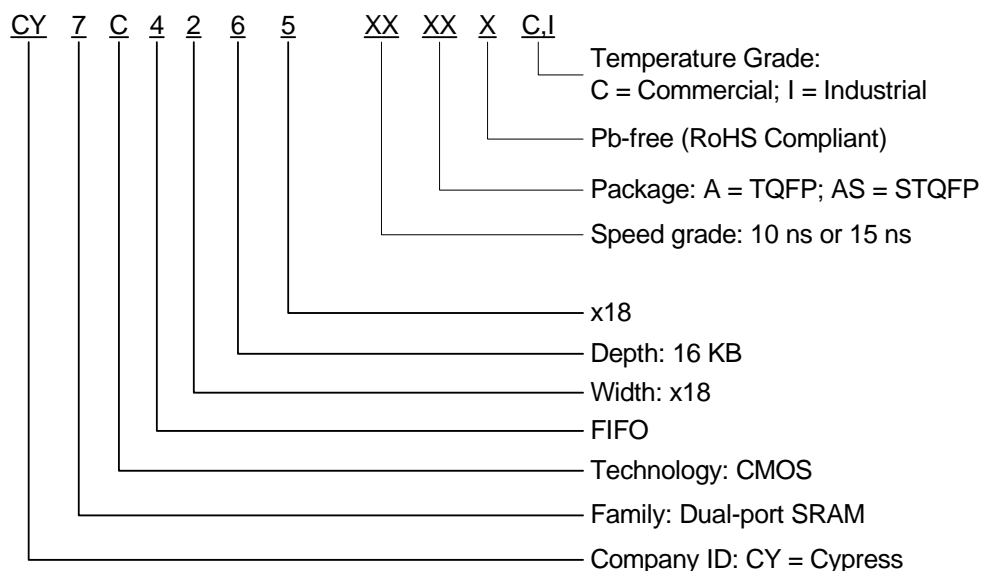 CY 7 C 4 2 6 5 XX XX X C,I
Temperature Grade:
C = Commercial; I = Industrial
Pb-free (RoHS Compliant)
Package: A = TQFP; AS = STQFP
Speed grade: 10 ns or 15 ns
x18
Depth: 16 KB
Width: x18
FIFO
Technology: CMOS
Family: Dual-port SRAM
Company ID: CY = Cypress